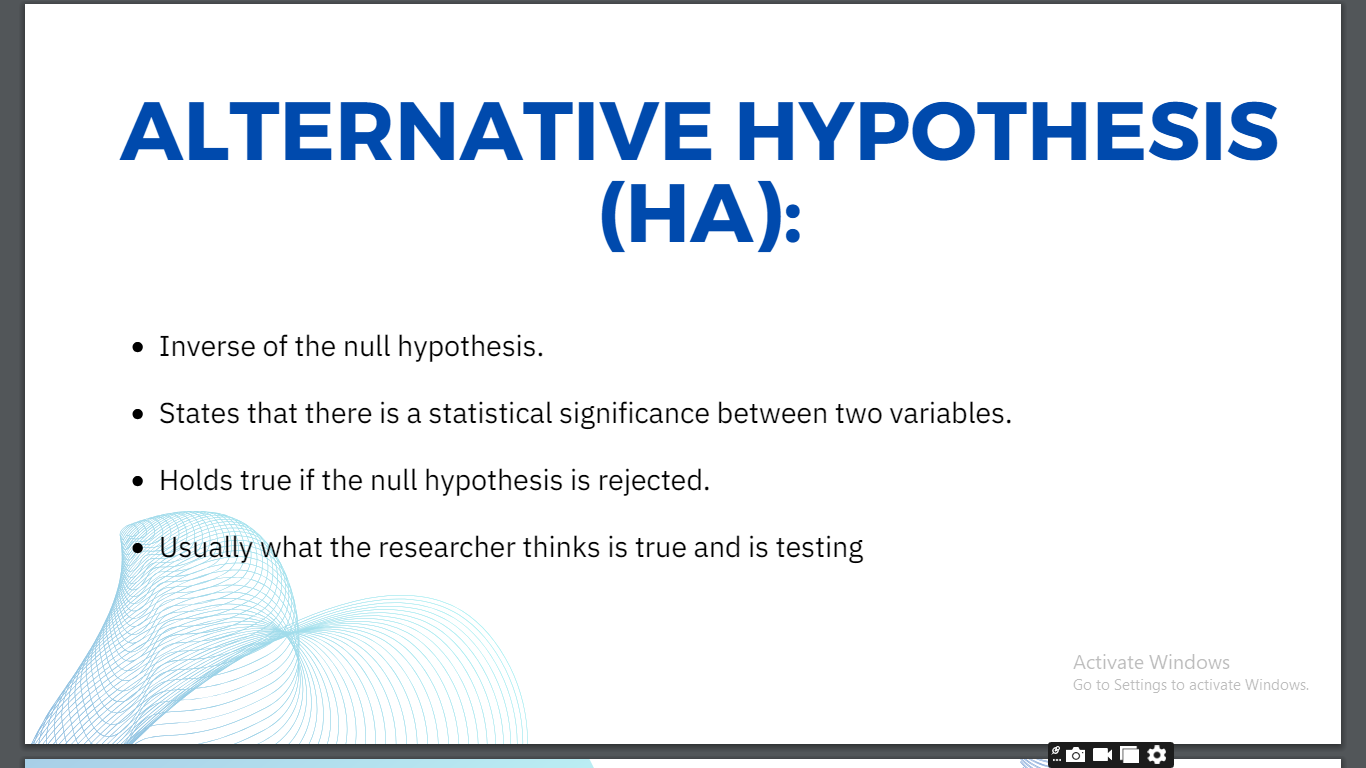 ALTERNATIVE HYPOTHESIS
(HA):
• Inverse of the null hypothesis.
• States that there is a statistical significance between two variables.
• Holds true if the null hypothesis is rejected.
• Usually what the researcher thinks is true and is testing
Activate Windows
Go to Settings to activate Windows.